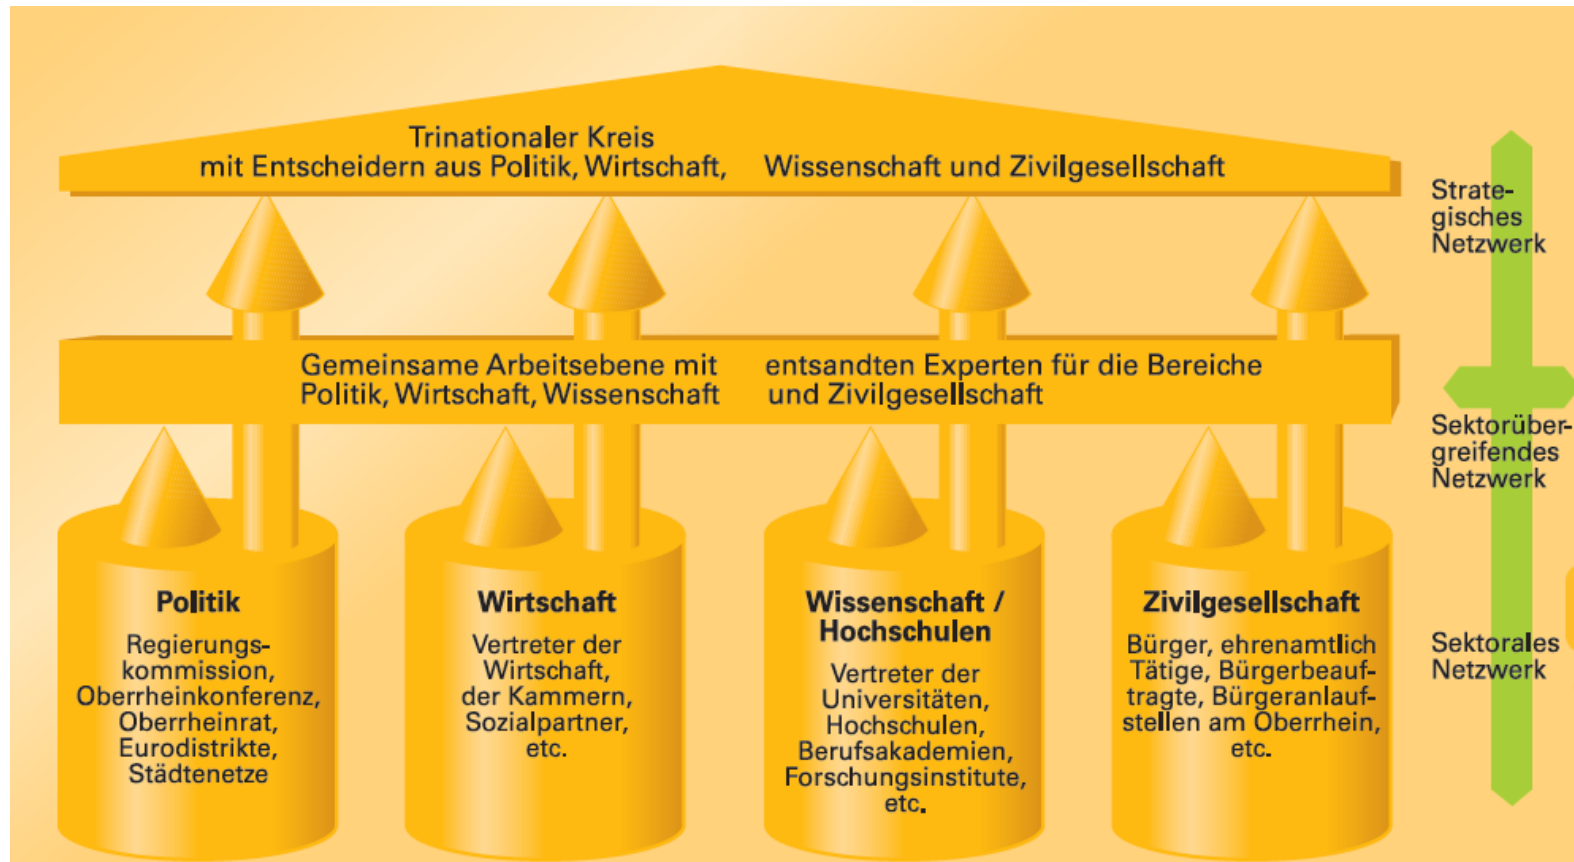 Trinationaler Kreis
mit Entscheidern aus Politik, Wirtschaft, Wissenschaft und Zivilgesellschaft
Strate-
gisches
Netzwerk
Gemeinsame Arbeitsebene mit entsandten Experten für die Bereiche
Politik, Wirtschaft, Wissenschaft und Zivilgesellschaft
Sektorüber-
greifendes
Netzwerk
Politik
Regierungs-
kommission,
Oberrheinkonferenz,
Oberrheinrat,
Eurodistrikte,
Städtenetze
Wirtschaft
Vertreter der
Wirtschaft,
der Kammern,
Sozialpartner,
etc.
Wissenschaft /
Hochschulen
Vertreter der
Universitäten,
Hochschulen,
Berufsakademien,
Forschungsinstitute,
etc.
Zivilgesellschaft
Bürger, ehrenamtlich
Tätige, Bürgerbeauf-
tragte, Bürgeranlauf-
stellen am Oberrhein,
etc.
Sektorales
Netzwerk